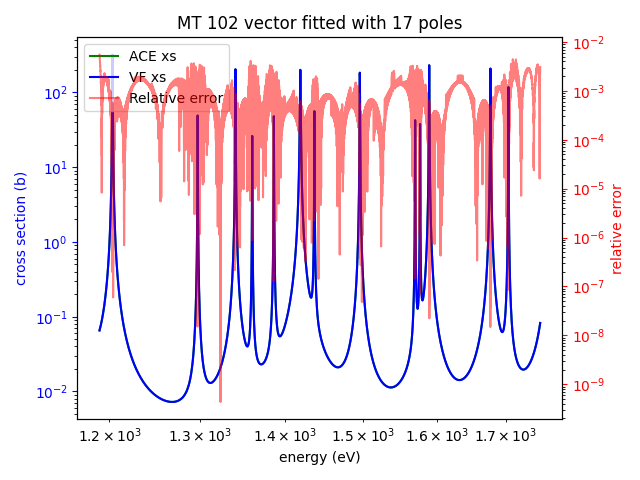 MT 102 vector fitted with 17 poles
ACE xs
VF xs
Relative error
cross section (b)
10²
10¹
10⁰
10⁻¹
10⁻²
10⁻²
10⁻³
10⁻⁴
10⁻⁵
10⁻⁶
10⁻⁷
10⁻⁸
10⁻⁹
relative error
1.2 × 10³ 1.3 × 10³ 1.4 × 10³ 1.5 × 10³ 1.6 × 10³ 1.7 × 10³
energy (eV)